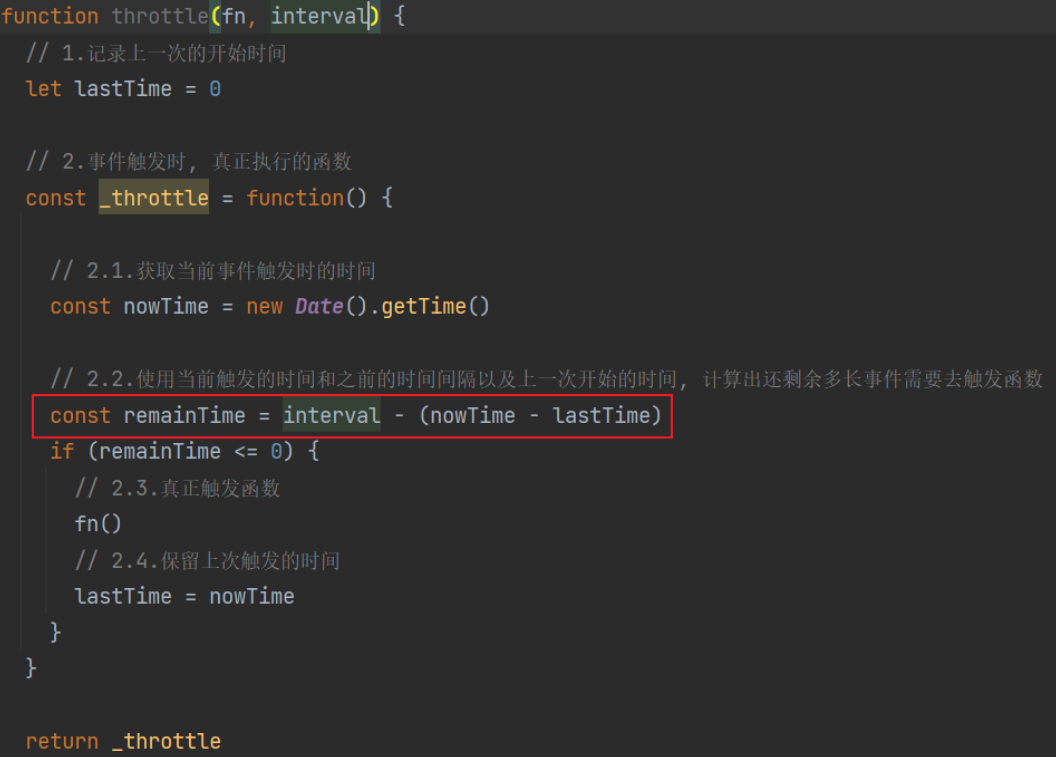 function throttle(fn, interval) {
// 1.记录上一次的开始时间
let lastTime = 0
// 2.事件触发时, 真正执行的函数
const _throttle = function() {
// 2.1.获取当前事件触发时的时间
const nowTime = new Date().getTime()
// 2.2.使用当前触发的时间和之前的时间间隔以及上一次开始的时间, 计算出还剩余多长事件需要去触发函数
const remainTime = interval - (nowTime - lastTime)
if (remainTime <= 0) {
// 2.3.真正触发函数
fn()
// 2.4.保留上次触发的时间
lastTime = nowTime
}
}
return _throttle